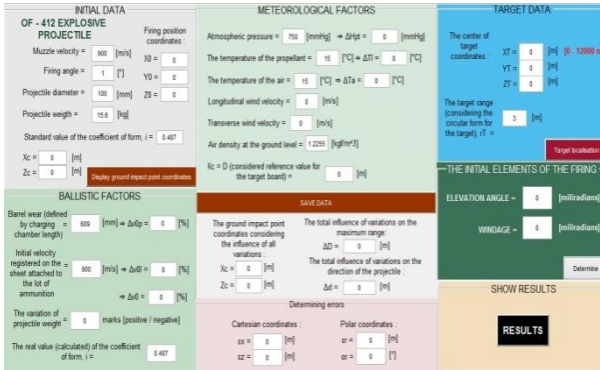 INITIAL DATA
OF - 412 EXPLOSIVE
PROJECTILE
Firing position
coordinates :
Muzzle velocity = 900 [m/s]
X0 = 0
Firing angle = 1 [°]
Y0 = 0
Projectile diameter = 100 [mm]
Z0 = 0
Projectile weigth = 15.6 [kg]
Standard value of the coefficient of form, i = 0.487
Xc = 0 [m]
Zc = 0 [m]
Display ground impact point coordinates
BALLISTIC FACTORS
Barrel wear (defined
by charging
chamber length) = 609 [mm] ⇒ Δv0p = 0 [%]
Initial velocity
registered on the
sheet attached to
the lot of
ammunition = 900 [m/s] ⇒ Δv0l = 0 [%]
⇒ Δv0 = 0 [%]
The variation of
projectile weight = 0 marks [positive / negative]
The real value (calculated) of the coefficient
of form, i = 0.487
METEOROLOGICAL FACTORS
Atmospheric pressure = 750 [mmHg] ⇒ ΔHpt = 0 [mmHg]
The temperature of the propellant = 15 [°C] ⇒ ΔTl = 0 [°C]
The temperature of the air = 15 [°C] ⇒ ΔTa = 0 [°C]
Longitudinal wind velocity = 0 [m/s]
Transverse wind velocity = 0 [m/s]
Air density at the ground level = 1.2255 [kgf/m^3]
Xc = D (considered reference value for
the target board) = 0 [m]
SAVE DATA
The ground impact point
coordinates considering
the influence of all
variations :
Xc = 0 [m]
Zc = 0 [m]
The total influence of variations on the
maximum range:
ΔD = 0 [m]
The total influence of variations on the
direction of the projectile :
Δd = 0 [m]
Determining errors
Cartesian coordinates :
εx = 0 [m]
εz = 0 [m]
Polar coordinates :
εr = 0 [m]
0 [°]
TARGET DATA
The center of
target
coordinates :
XT = 0 [m] [0 - 12000 m
YT = 0 [m]
ZT = 0 [m]
The target range
(considering the
circular form for
the target), rT = 3 [m]
Target localisation
THE INITIAL ELEMENTS OF THE FIRING
ELEVATION ANGLE = 0 [miliradians]
WINDAGE = 0 [miliradians]
Determine
SHOW RESULTS
RESULTS